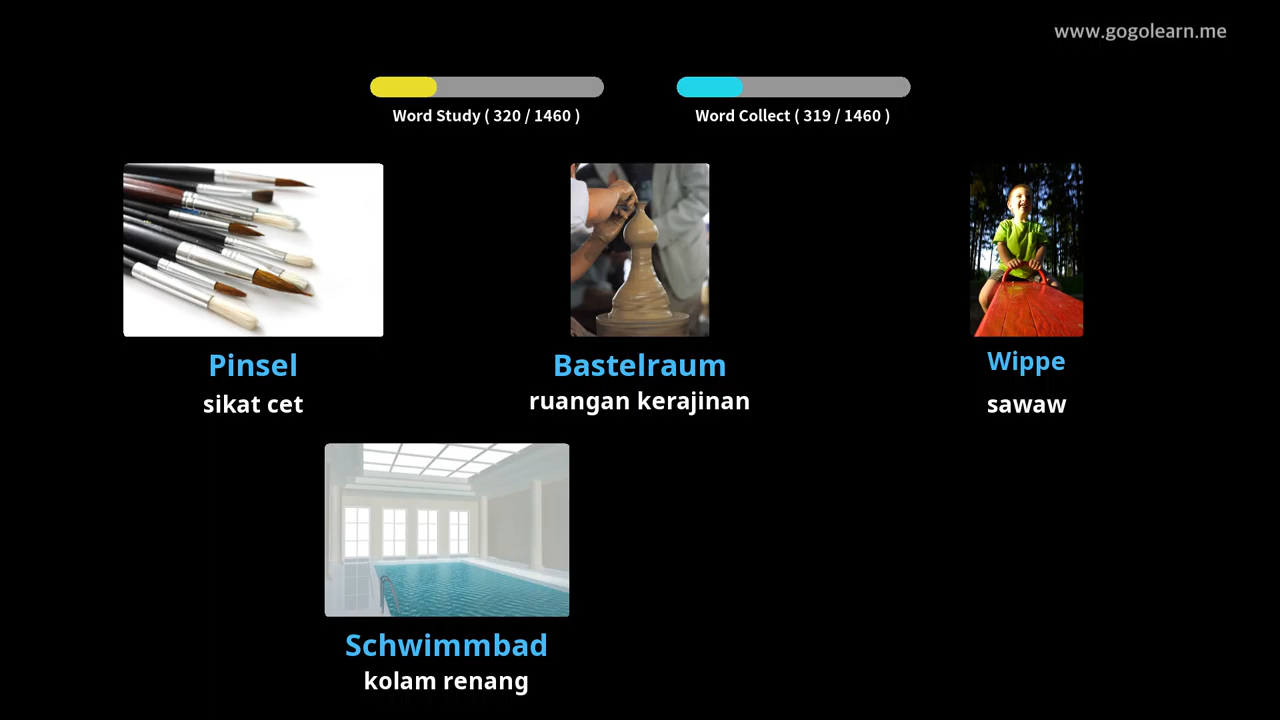 www.gogolearn.me
Word Study ( 320 / 1460 )
Word Collect ( 319 / 1460 )
Pinsel
sikat cet
Bastelraum
ruangan kerajinan
Wippe
sawaw
Schwimmbad
kolam renang